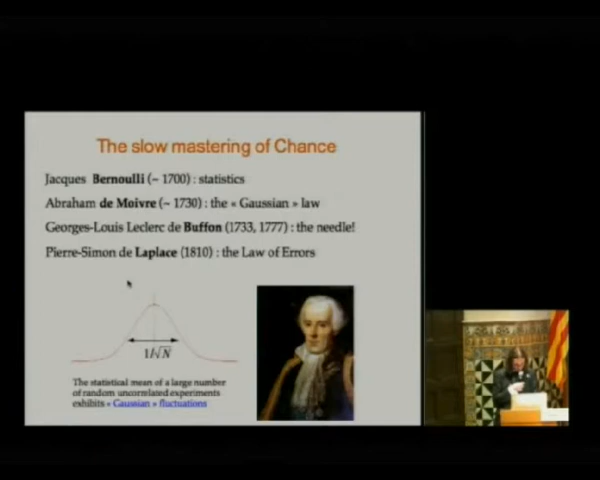 The slow mastering of Chance
Jacques Bernoulli (~ 1700) : statistics
Abraham de Moivre (~ 1730) : the « Gaussian » law
Georges-Louis Leclerc de Buffon (1733, 1777) : the needle!
Pierre-Simon de Laplace (1810) : the Law of Errors
1/√N
The statistical mean of a large number
of random uncorrelated experiments
exhibits « Gaussian » fluctuations